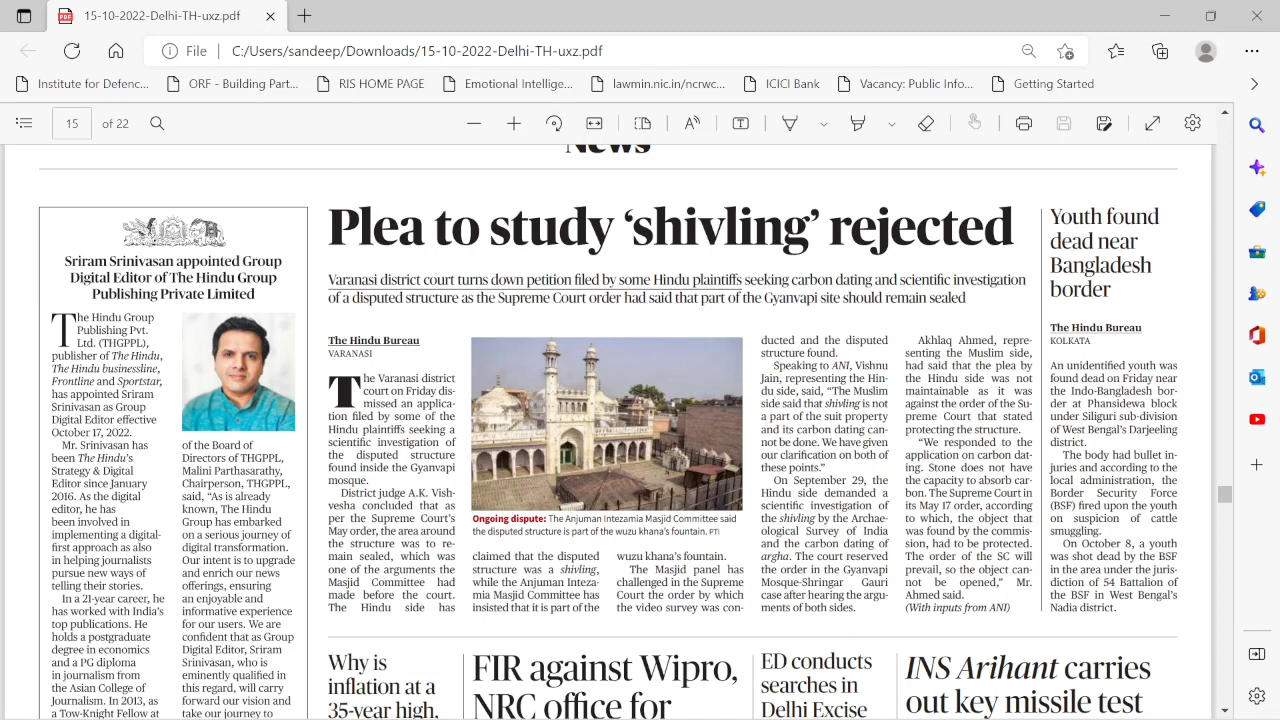 15-10-2022-Delhi-TH-uxz.pdf
File
C:/Users/sandeep/Downloads/15-10-2022-Delhi-TH-uxz.pdf
Institute for Defenc...
ORF - Building Part...
RIS HOME PAGE
Emotional Intellige...
lawmin.nic.in/ncrwc...
ICICI Bank
Vacancy: Public Info...
Getting Started
15
of 22
News
Sriram Srinivasan appointed Group
Digital Editor of The Hindu Group
Publishing Private Limited
The Hindu Group
Publishing Pvt.
Ltd. (THGPPL),
publisher of The Hindu,
The Hindu businessline,
Frontline and Sportstar,
has appointed Sriram
Srinivasan as Group
Digital Editor effective
October 17, 2022.
Mr. Srinivasan has
been The Hindu's
Strategy & Digital
Editor since January
2016. As the digital
editor, he has
been involved in
implementing a digital-
first approach as also
in helping journalists
pursue new ways of
telling their stories.
In a 21-year career, he
has worked with India's
top publications. He
holds a postgraduate
degree in economics
and a PG diploma
in journalism from
the Asian College of
Journalism. In 2013, as
a Tow-Knight Fellow at
of the Board of
Directors of THGPPL,
Malini Parthasarathy,
Chairperson, THGPPL,
said, “As is already
known, The Hindu
Group has embarked
on a serious journey of
digital transformation.
Our intent is to upgrade
and enrich our news
offerings, ensuring
an enjoyable and
informative experience
for our users. We are
confident that as Group
Digital Editor, Sriram
Srinivasan, who is
eminently qualified in
this regard, will carry
forward our vision and
take our journey to
Plea to study ‘shivling’ rejected
Varanasi district court turns down petition filed by some Hindu plaintiffs seeking carbon dating and scientific investigation
of a disputed structure as the Supreme Court order had said that part of the Gyanvapi site should remain sealed
The Hindu Bureau
VARANASI
The Varanasi district
court on Friday dis-
missed an applica-
tion filed by some of the
Hindu plaintiffs seeking a
scientific investigation of
the disputed structure
found inside the Gyanvapi
mosque.
District judge A.K. Vish-
vesha concluded that as
per the Supreme Court's
May order, the area around
the structure was to re-
main sealed, which was
one of the arguments the
Masjid Committee had
made before the court.
The Hindu side has
Ongoing dispute: The Anjuman Intezamia Masjid Committee said
the disputed structure is part of the wuzu khana's fountain. PTI
claimed that the disputed
structure was a shivling,
while the Anjuman Inteza-
mia Masjid Committee has
insisted that it is part of the
wuzu khana's fountain.
The Masjid panel has
challenged in the Supreme
Court the order by which
the video survey was con-
ducted and the disputed
structure found.
Speaking to ANI, Vishnu
Jain, representing the Hin-
du side, said, “The Muslim
side said that shivling is not
a part of the suit property
and its carbon dating can-
not be done. We have given
our clarification on both of
these points.”
On September 29, the
Hindu side demanded a
scientific investigation of
the shivling by the Archae-
ological Survey of India
and the carbon dating of
argha. The court reserved
the order in the Gyanvapi
Mosque-Shringar Gauri
case after hearing the argu-
ments of both sides.
Akhlaq Ahmed, repre-
senting the Muslim side,
had said that the plea by
the Hindu side was not
maintainable as it was
against the order of the Su-
preme Court that stated
protecting the structure.
“We responded to the
application on carbon dat-
ing. Stone does not have
the capacity to absorb car-
bon. The Supreme Court in
its May 17 order, according
to which, the object that
was found by the commis-
sion, had to be protected.
The order of the SC will
prevail, so the object can-
not be opened,” Mr.
Ahmed said.
(With inputs from ANI)
Youth found
dead near
Bangladesh
border
The Hindu Bureau
KOLKATA
An unidentified youth was
found dead on Friday near
the Indo-Bangladesh bor-
der at Phansidewa block
under Siliguri sub-division
of West Bengal's Darjeeling
district.
The body had bullet in-
juries and according to the
local administration, the
Border Security Force
(BSF) fired upon the youth
on suspicion of cattle
smuggling.
On October 8, a youth
was shot dead by the BSF
in the area under the juris-
diction of 54 Battalion of
the BSF in West Bengal's
Nadia district.
Why is
inflation at a
35-year high,
FIR against Wipro,
NRC office for
ED conducts
searches in
Delhi Excise
INS Arihant carries
out key missile test